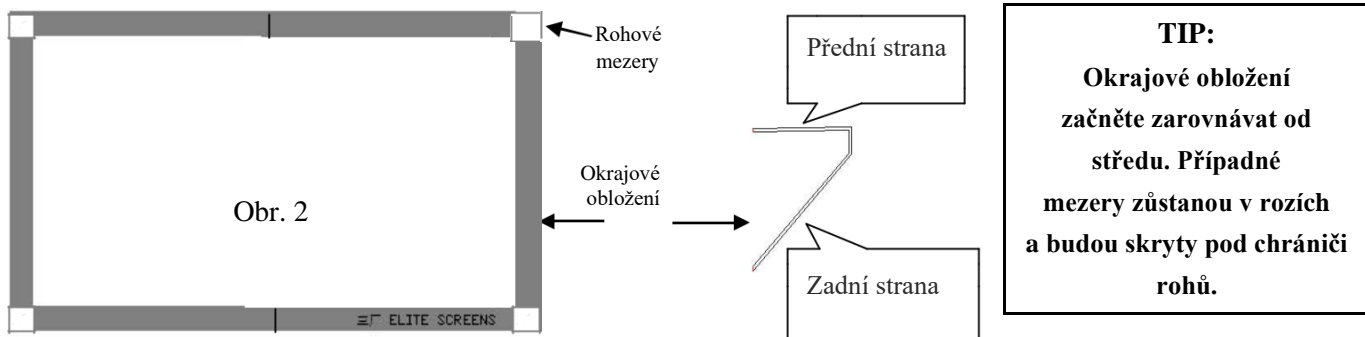 Rohové
mezery
Okrajové
obložení
Obr. 2
ELITE SCREENS
Přední strana
Zadní strana
TIP:
Okrajové obložení
začněte zarovnávat od
středu. Případné
mezery zůstanou v rozích
a budou skryty pod chrániči
rohů.